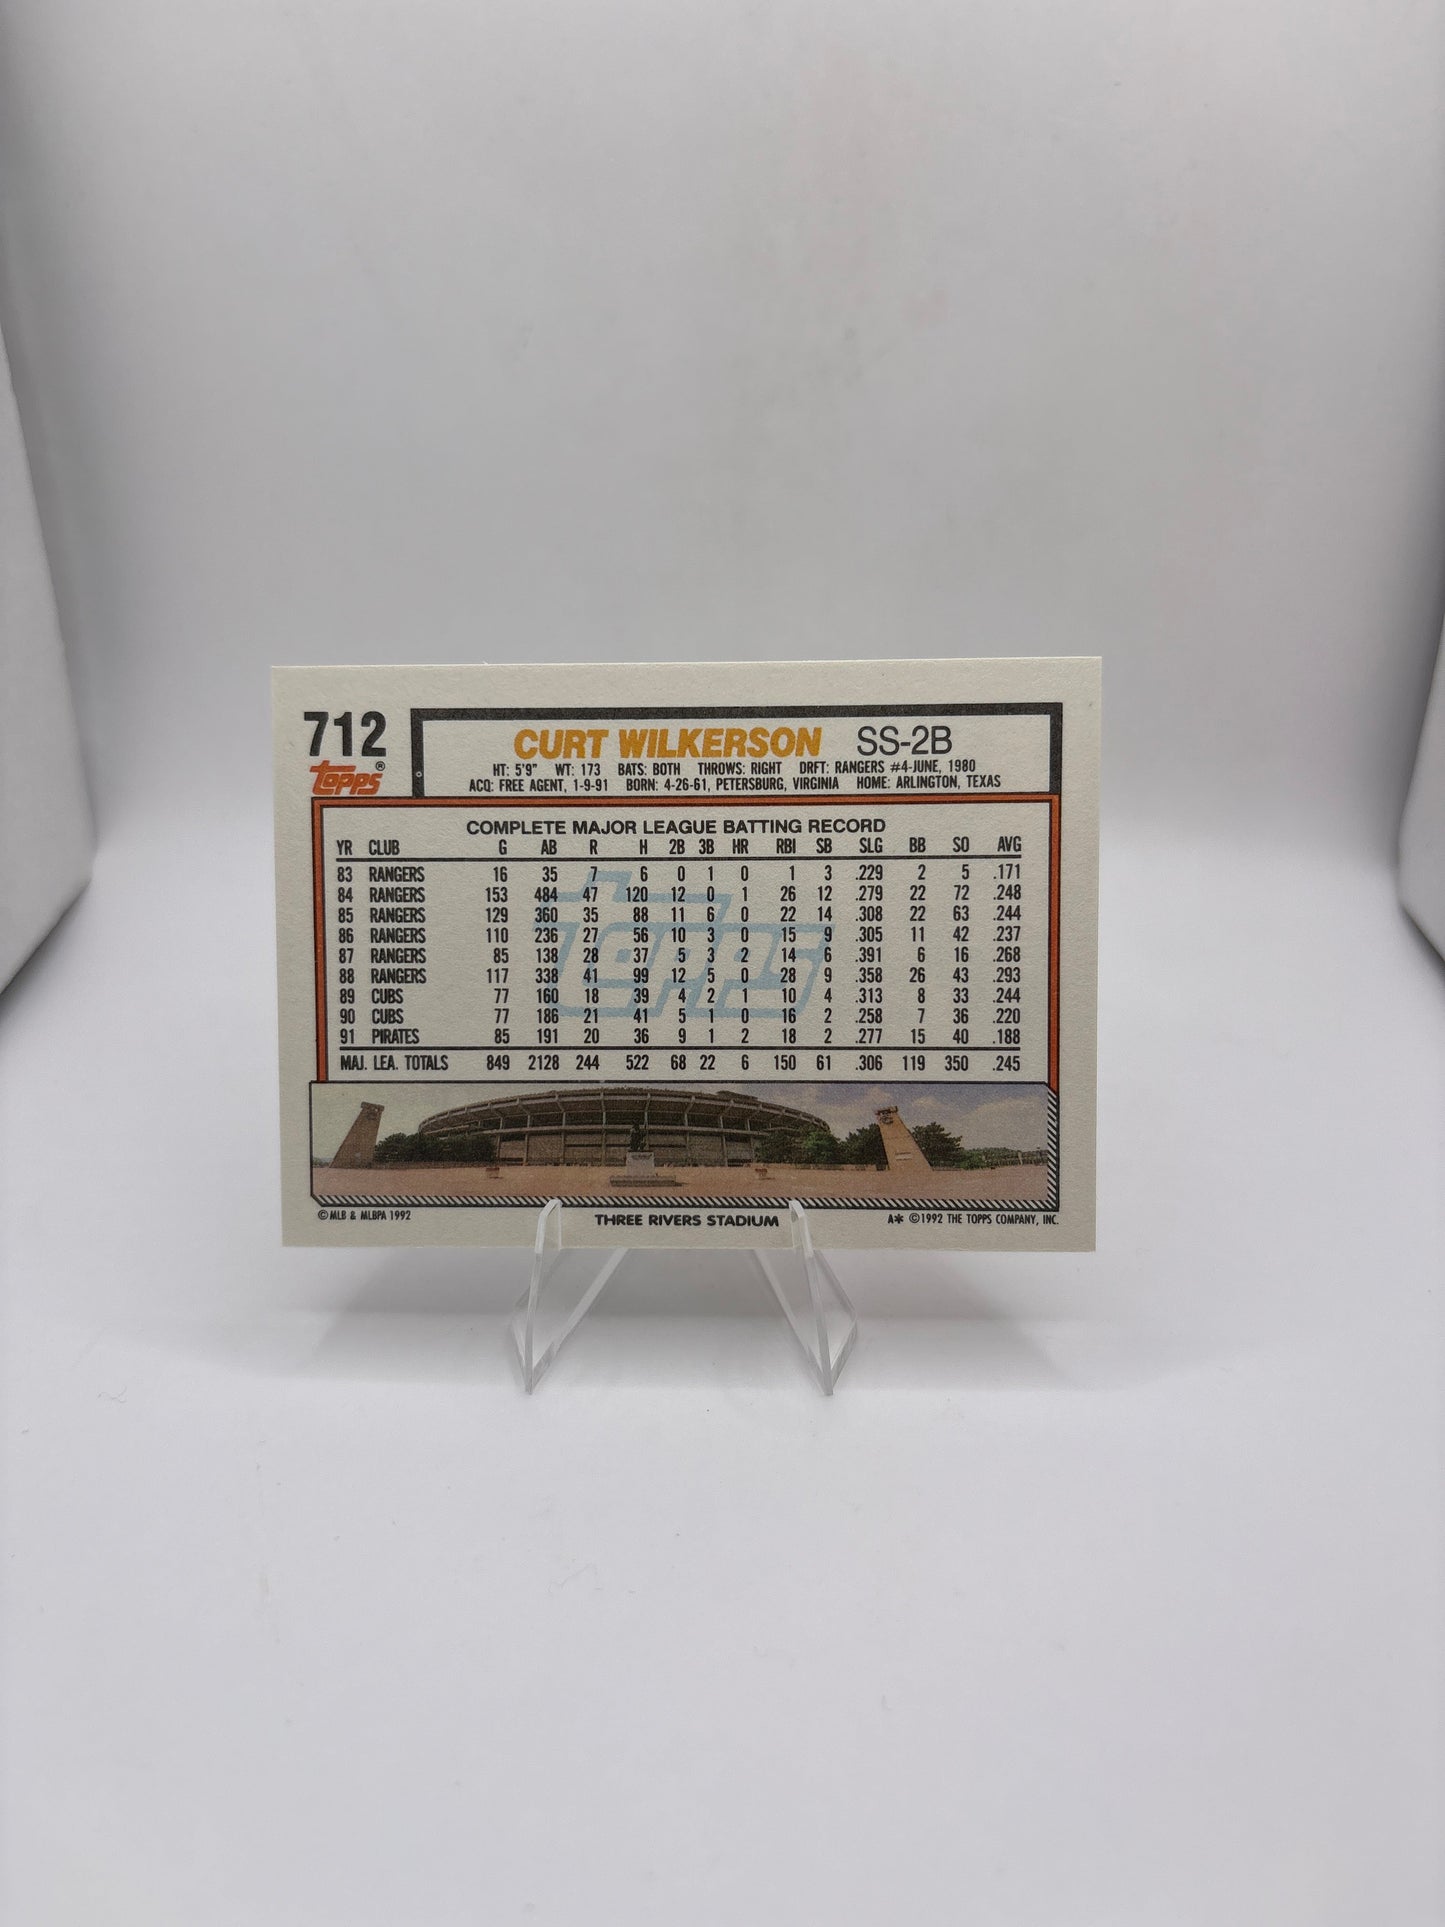 712
Topps®
CURT WILKERSON SS-2B
HT: 5'9" WT: 173 BATS: BOTH THROWS: RIGHT DRFT: RANGERS #4-JUNE, 1980
ACQ: FREE AGENT, 1-9-91 BORN: 4-26-61, PETERSBURG, VIRGINIA HOME: ARLINGTON, TEXAS
COMPLETE MAJOR LEAGUE BATTING RECORD
YR CLUB G AB R H 2B 3B HR RBI SB SLG BB SO AVG
83 RANGERS 16 35 7 6 0 1 0 1 3 .229 2 5 .171
84 RANGERS 153 484 47 120 12 0 1 26 12 .279 22 72 .248
85 RANGERS 129 360 35 88 11 6 0 22 14 .308 22 63 .244
86 RANGERS 110 236 27 56 10 3 0 15 9 .305 11 42 .237
87 RANGERS 85 138 28 37 5 3 2 14 6 .391 6 16 .268
88 RANGERS 117 338 41 99 12 5 0 28 9 .358 26 43 .293
89 CUBS 77 160 18 39 4 2 1 10 4 .313 8 33 .244
90 CUBS 77 186 21 41 5 1 0 16 2 .258 7 36 .220
91 PIRATES 85 191 20 36 9 1 2 18 2 .277 15 40 .188
MAJ. LEA. TOTALS 849 2128 244 522 68 22 6 150 61 .306 119 350 .245
Topps
© MLB & MLBPA 1992 THREE RIVERS STADIUM A* ©1992 THE TOPPS COMPANY, INC.